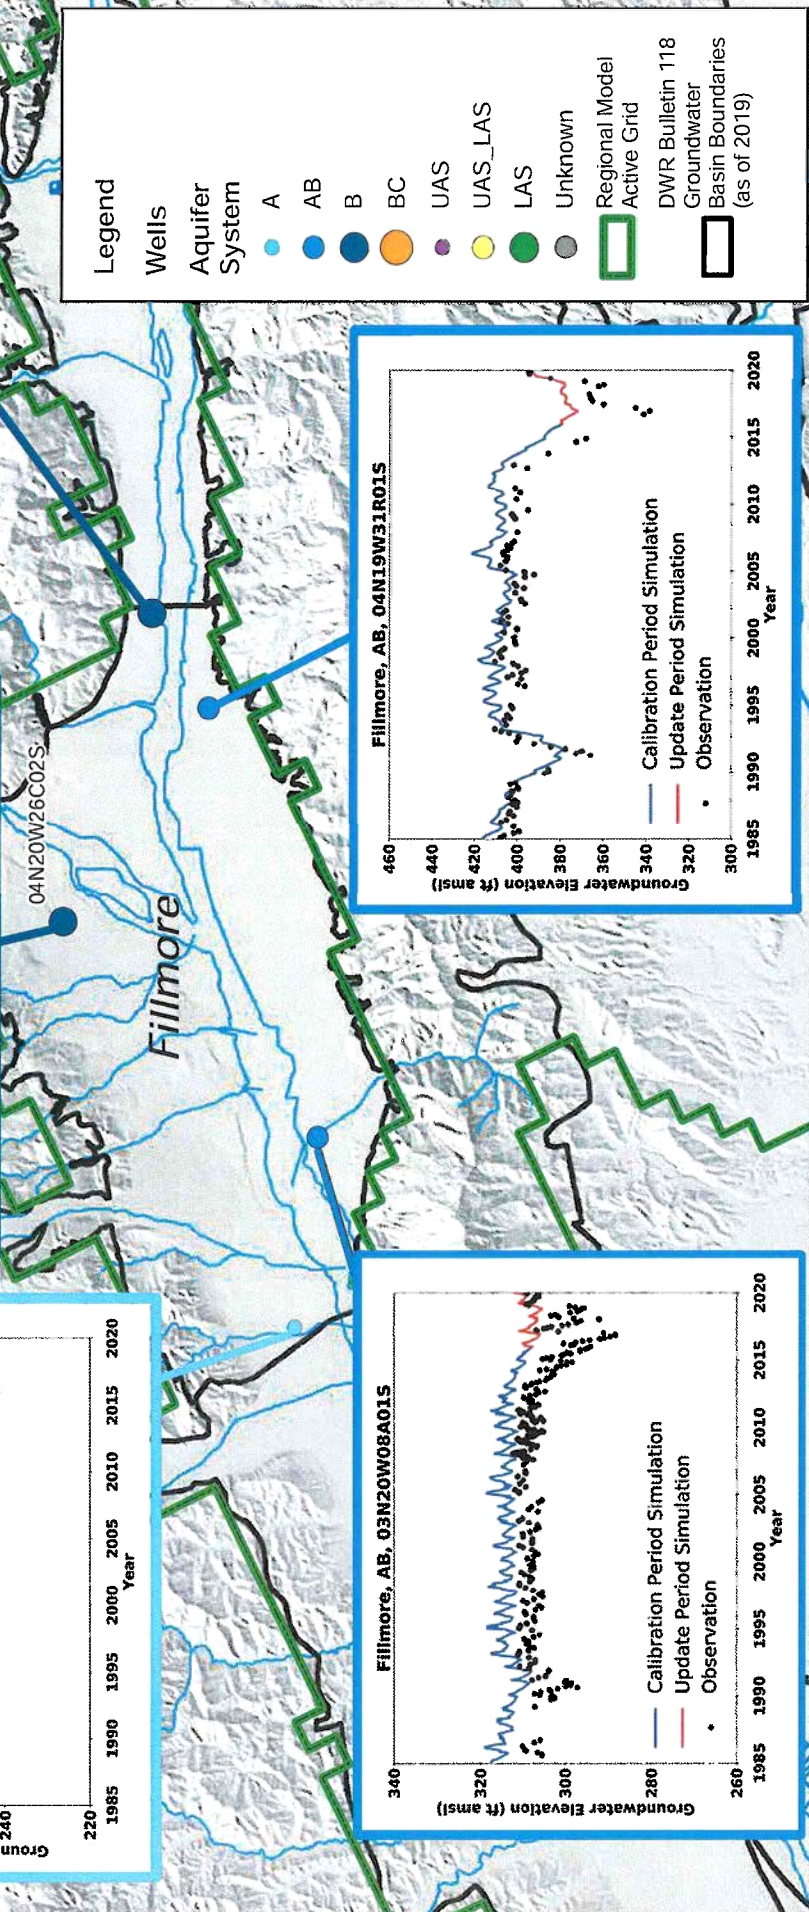 04N20W26C02S
Fillmore
220
240
Groun
1985
1990
1995
2000
2005
2010
2015
2020
Year
Fillmore, AB, 03N20W08A01S
340
320
300
280
260
Groundwater Elevation (ft amsl)
Calibration Period Simulation
Update Period Simulation
Observation
1985
1990
1995
2000
2005
2010
2015
2020
Year
Fillmore, AB, 04N19W31R01S
460
440
420
400
380
360
340
320
300
Groundwater Elevation (ft amsl)
Calibration Period Simulation
Update Period Simulation
Observation
1985
1990
1995
2000
2005
2010
2015
2020
Year
Legend
Wells
Aquifer
System
A
AB
B
BC
UAS
UAS_LAS
LAS
Unknown
Regional Model
Active Grid
DWR Bulletin 118
Groundwater
Basin Boundaries
(as of 2019)